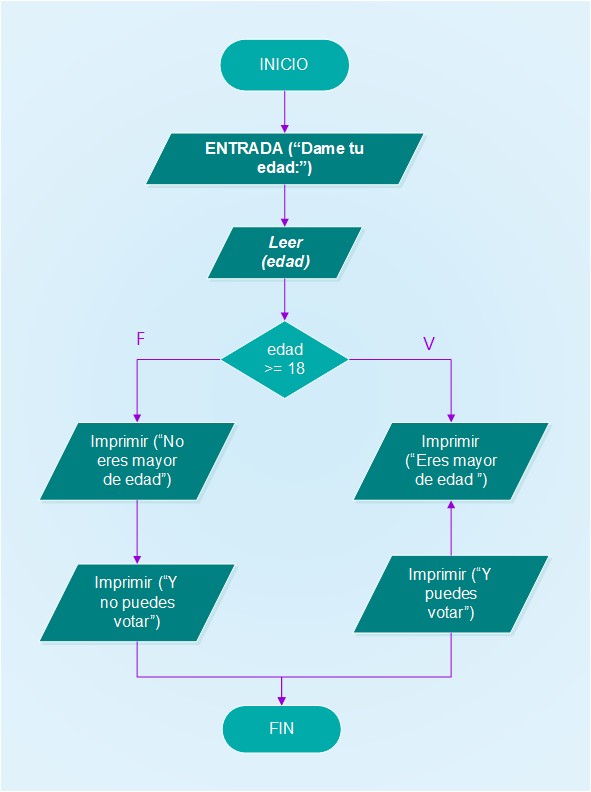 INICIO
ENTRADA (“Dame tu
edad:”)
Leer
(edad)
edad
>= 18
F
V
Imprimir (“No
eres mayor
de edad”)
Imprimir
(“Eres mayor
de edad ”)
Imprimir (“Y
no puedes
votar”)
Imprimir (“Y
puedes
votar”)
FIN